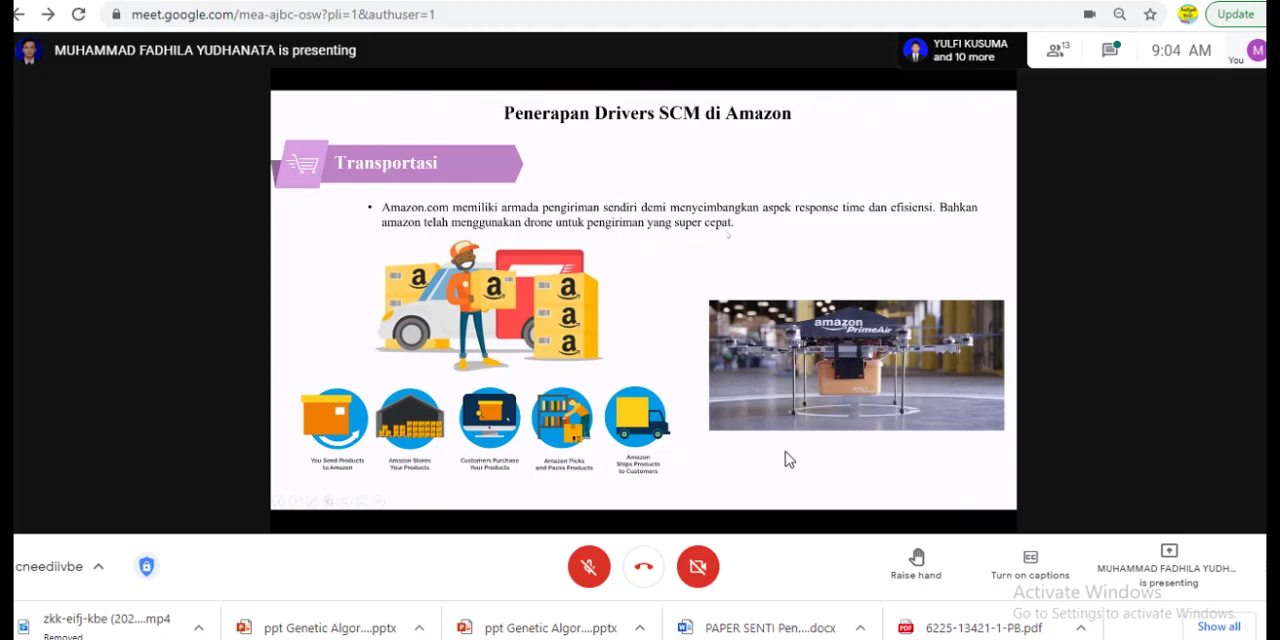 meet.google.com/mea-ajbc-osw?pli=1&authuser=1
Update
MUHAMMAD FADHILA YUDHANATA is presenting
YULFI KUSUMA
and 10 more
13
9:04 AM
You
M
Penerapan Drivers SCM di Amazon
Transportasi
• Amazon.com memiliki armada pengiriman sendiri demi menyeimbangkan aspek response time dan efisiensi. Bahkan
amazon telah menggunakan drone untuk pengiriman yang super cepat.
a
a
a
a
a
amazon
PrimeAir
You Send Products
to Amazon
Amazon Stores
Your Products
Customers Purchase
Your Products
Amazon Picks
and Packs Products
Amazon
Ships Products
to Customers
cneediivbe
Raise hand
CC
Turn on captions
MUHAMMAD FADHILA YUDH...
is presenting
Activate Windows
Go to Settings to activate Windows.
zkk-eifj-kbe (202....mp4
Removed
ppt Genetic Algor....pptx
ppt Genetic Algor....pptx
PAPER SENTI Pen....docx
PDF
6225-13421-1-PB.pdf
Show all